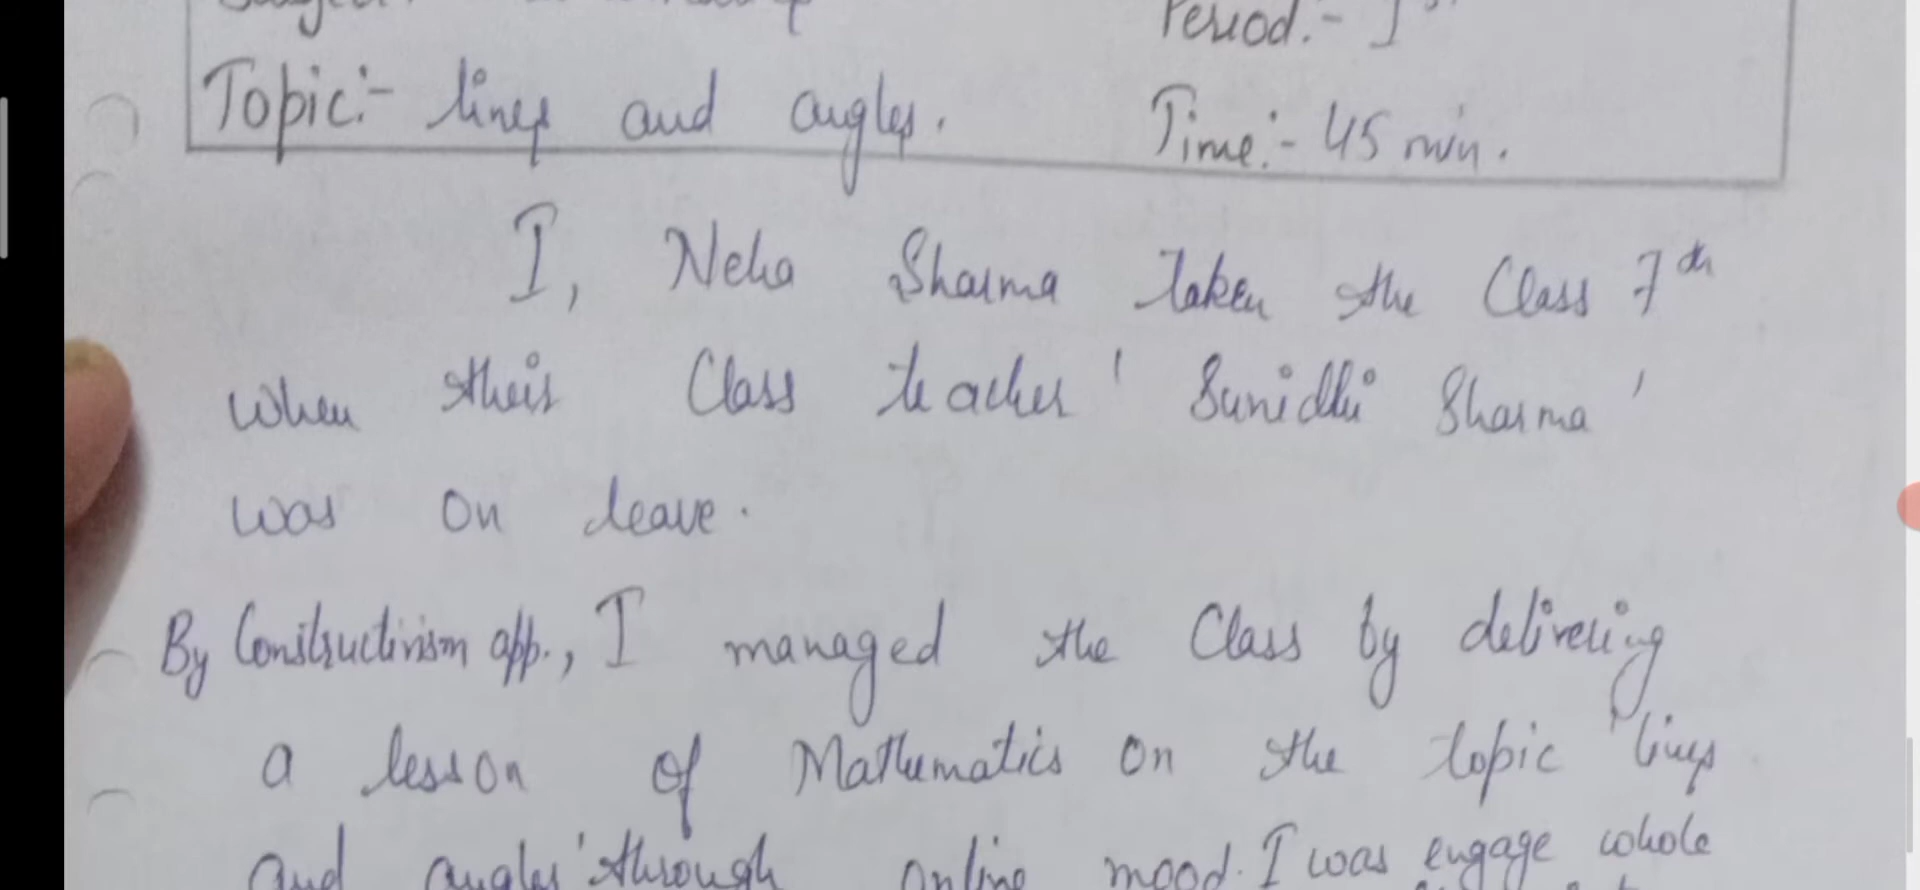 Period:- Ist
Topic:- lines and angles.
Time:- 45 min.
I, Neha Sharma taken the Class 7th
when their Class teacher ' Sunidhi Sharma '
was on leave.
By Constructivism app., I managed the Class by delivering
a lesson of Mathematics on the topic 'lines
and angles' through online mood. I was engage whole